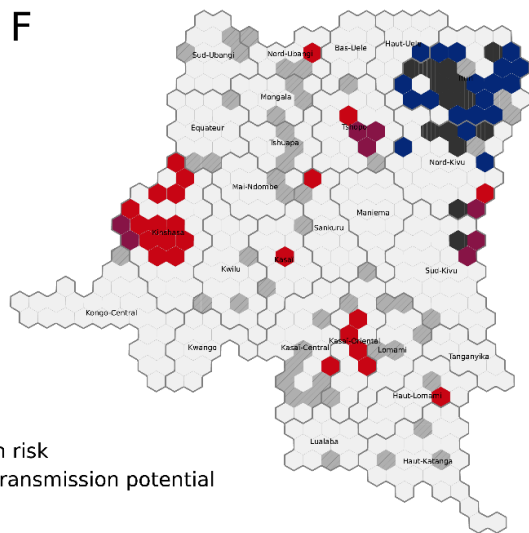 F
Sud-Ubangi
Nord-Ubangi
Bas-Uele
Haut-Uele
Mongala
Équateur
Tshuapa
Tshopo
Nord-Kivu
Mai-Ndombe
Maniema
Sankuru
Kinshasa
Kwilu
Kasai
Sud-Kivu
Kongo-Central
Kwango
Kasai-Central
Kasai-Oriental
Lomami
Tanganyika
Haut-Lomami
Lualaba
Haut-Katanga
n risk
transmission potential